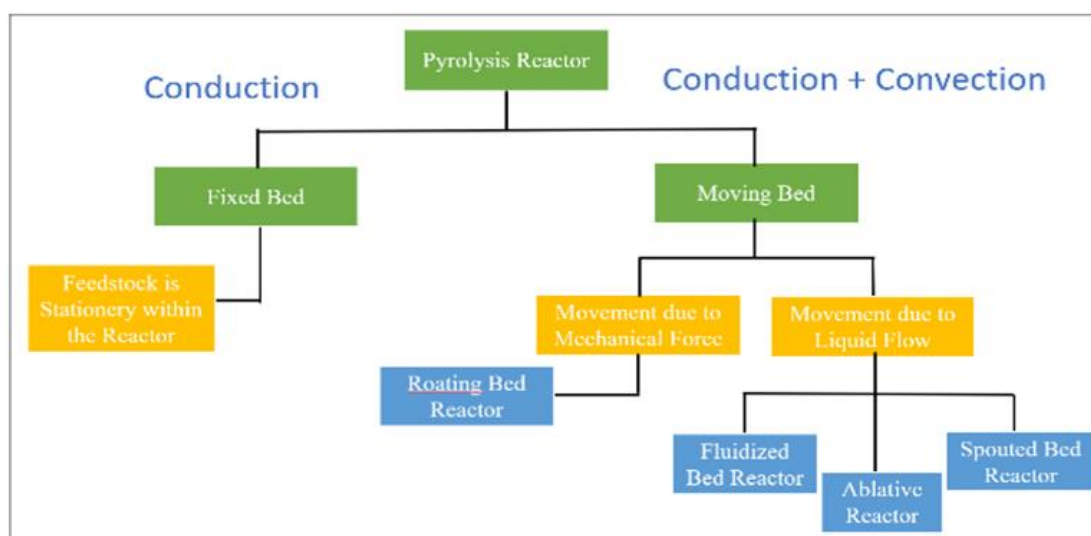 Pyrolysis Reactor
Conduction
Conduction + Convection
Fixed Bed
Moving Bed
Feedstock is
Stationery within
the Reactor
Movement due to
Mechanical Force
Movement due to
Liquid Flow
Roating Bed
Reactor
Fluidized
Bed Reactor
Ablative
Reactor
Spouted Bed
Reactor